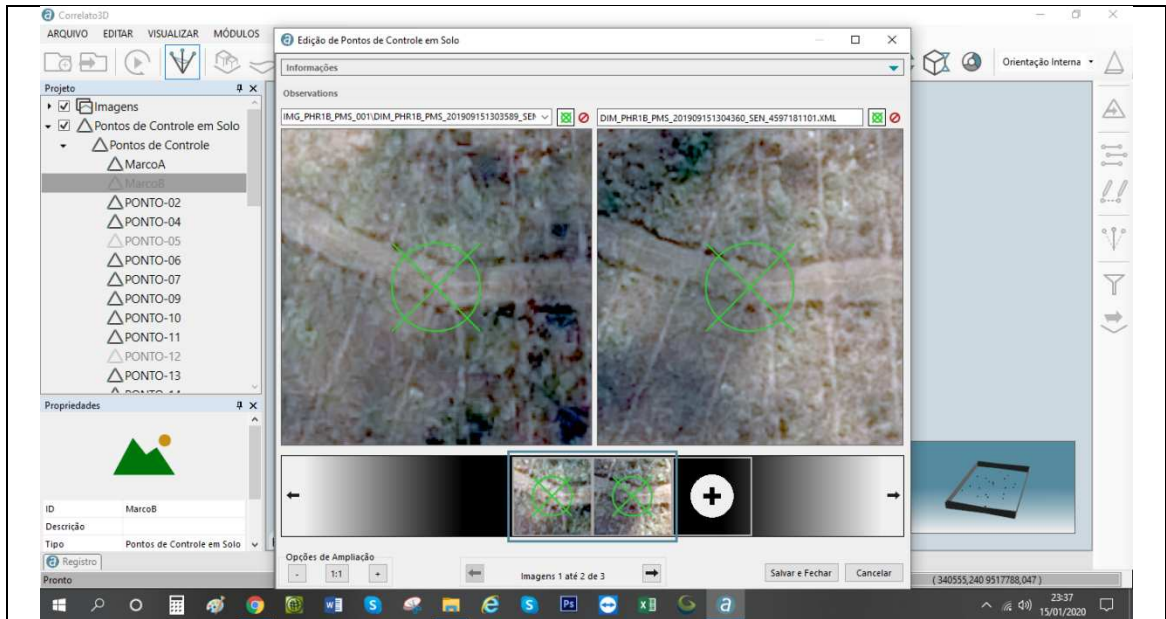 Correlato3D
ARQUIVO EDITAR VISUALIZAR MÓDULOS
Orientação Interna
Projeto
Imagens
Pontos de Controle em Solo
Pontos de Controle
MarcoA
MarcoB
PONTO-02
PONTO-04
PONTO-05
PONTO-06
PONTO-07
PONTO-09
PONTO-10
PONTO-11
PONTO-12
PONTO-13
Propriedades
ID MarcoB
Descrição
Tipo Pontos de Controle em Solo
Registro
Pronto
Edição de Pontos de Controle em Solo
Informações
Observations
IMG_PHR1B_PMS_001\DIM_PHR1B_PMS_201909151303589_SEN
DIM_PHR1B_PMS_201909151304360_SEN_4597181101.XML
Opções de Ampliação
- 1:1 +
Imagens 1 até 2 de 3
Salvar e Fechar Cancelar
( 340555,240 9517788,047 )
23:37
15/01/2020